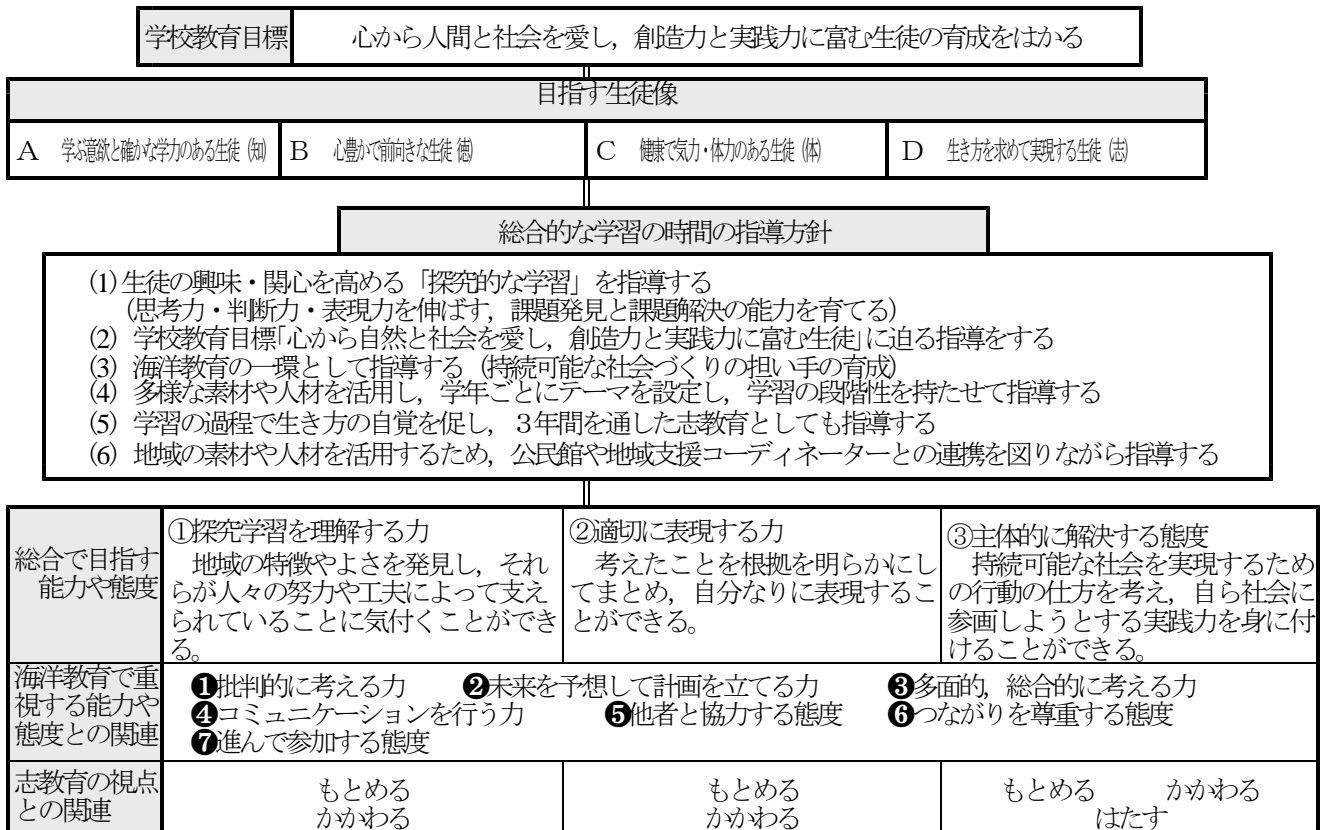 学校教育目標 心から人間と社会を愛し，創造力と実践力に富む生徒の育成をはかる
目指す生徒像
A 学ぶ意欲と確かな学力のある生徒（知） B 心豊かで前向きな生徒（徳） C 健康で気力・体力のある生徒（体） D 生き方を求めて実現する生徒（志）
総合的な学習の時間の指導方針
(1) 生徒の興味・関心を高める「探究的な学習」を指導する
（思考力・判断力・表現力を伸ばす，課題発見と課題解決の能力を育てる）
(2) 学校教育目標「心から自然と社会を愛し，創造力と実践力に富む生徒」に迫る指導をする
(3) 海洋教育の一環として指導する（持続可能な社会づくりの担い手の育成）
(4) 多様な素材や人材を活用し，学年ごとにテーマを設定し，学習の段階性を持たせて指導する
(5) 学習の過程で生き方の自覚を促し，３年間を通した志教育としても指導する
(6) 地域の素材や人材を活用するため，公民館や地域支援コーディネーターとの連携を図りながら指導する
総合で目指す
能力や態度
①探究学習を理解する力
地域の特徴やよさを発見し，それ
らが人々の努力や工夫によって支え
られていることに気付くことができ
る。
②適切に表現する力
考えたことを根拠を明らかにし
てまとめ，自分なりに表現するこ
とができる。
③主体的に解決する態度
持続可能な社会を実現するため
の行動の仕方を考え，自ら社会に
参画しようとする実践力を身に付
けることができる。
海洋教育で重
視する能力や
態度との関連
❶批判的に考える力 ❷未来を予想して計画を立てる力 ❸多面的，総合的に考える力
❹コミュニケーションを行う力 ❺他者と協力する態度 ❻つながりを尊重する態度
❼進んで参加する態度
志教育の視点
との関連
もとめる
かかわる
もとめる
かかわる
もとめる かかわる
はたす